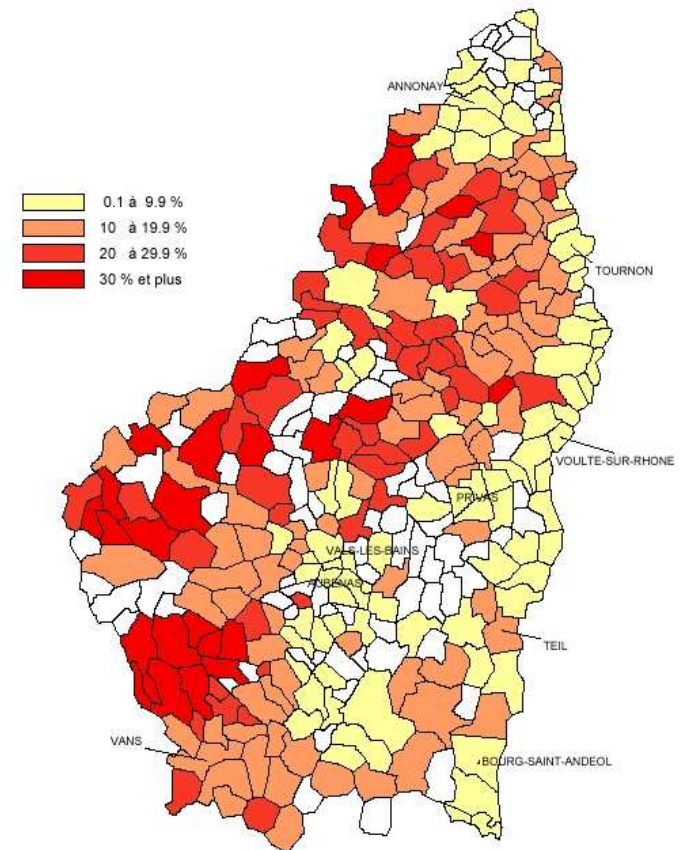 ANNONAY
0.1 à 9.9 %
10 à 19.9 %
20 à 29.9 %
30 % et plus
TOURNON
VOULTE-SUR-RHONE
PRIVAS
VALS-LES-BAINS
AUBENAS
TEIL
VANS
BOURG-SAINT-ANDEOL